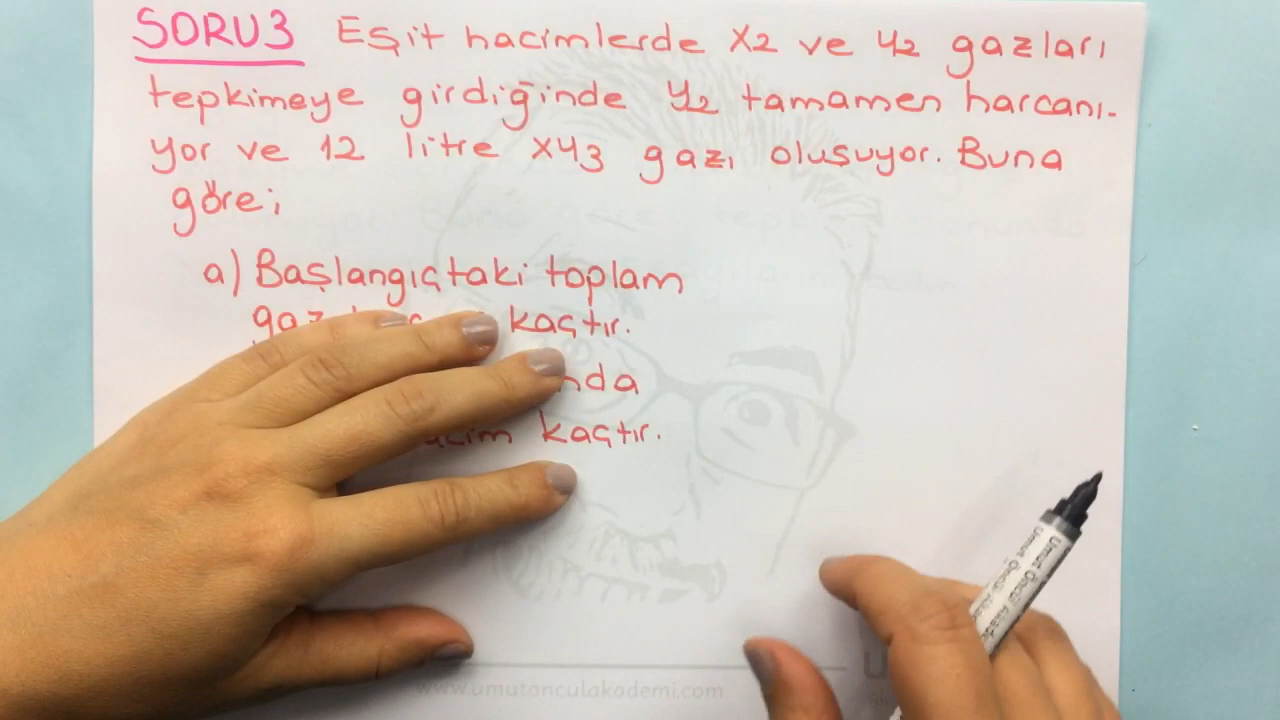 SORU3 Eşit hacimlerde X2 ve Y2 gazları
tepkimeye girdiğinde Y2 tamamen harcanı-
yor ve 12 litre XY3 gazı oluşuyor. Buna
göre;
a) Başlangıçtaki toplam
kaçtır.
kaçtır.
www.umutonculakademi.com